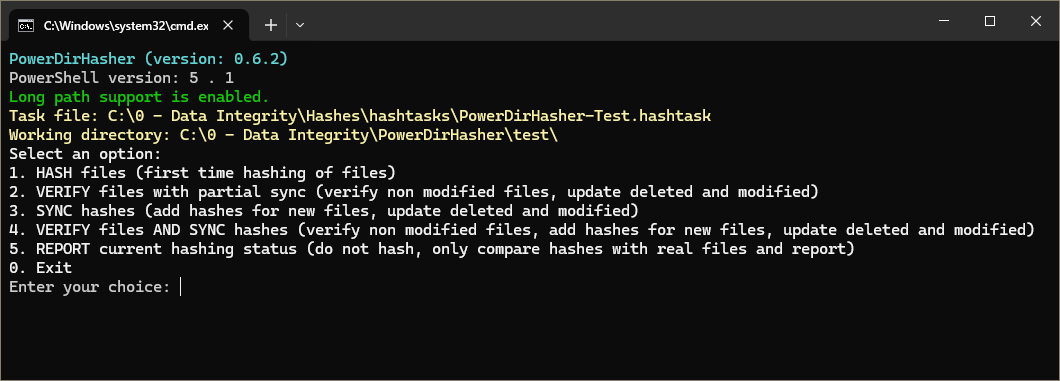 C:\Windows\system32\cmd.ex
PowerDirHasher (version: 0.6.2)
PowerShell version: 5 . 1
Long path support is enabled.
Task file: C:\0 - Data Integrity\Hashes\hashtasks\PowerDirHasher-Test.hashtask
Working directory: C:\0 - Data Integrity\PowerDirHasher\test\
Select an option:
1. HASH files (first time hashing of files)
2. VERIFY files with partial sync (verify non modified files, update deleted and modified)
3. SYNC hashes (add hashes for new files, update deleted and modified)
4. VERIFY files AND SYNC hashes (verify non modified files, add hashes for new files, update deleted and modified)
5. REPORT current hashing status (do not hash, only compare hashes with real files and report)
0. Exit
Enter your choice: